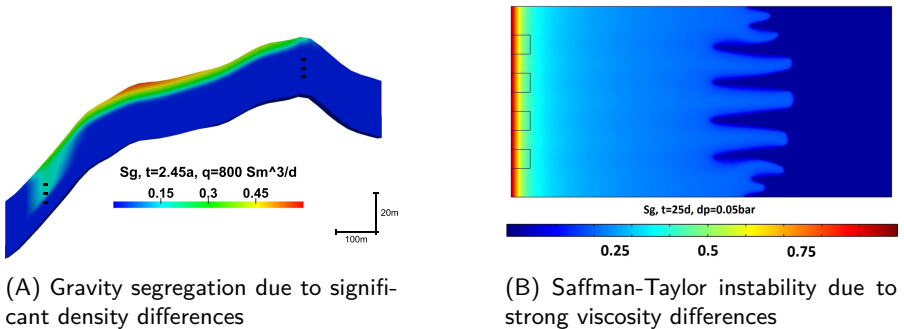 Sg, t=2.45a, q=800 Sm^3/d
0.15 0.3 0.45
20m
100m
(A) Gravity segregation due to signifi-
cant density differences
Sg, t=25d, dp=0.05bar
0.25 0.5 0.75
(B) Saffman-Taylor instability due to
strong viscosity differences